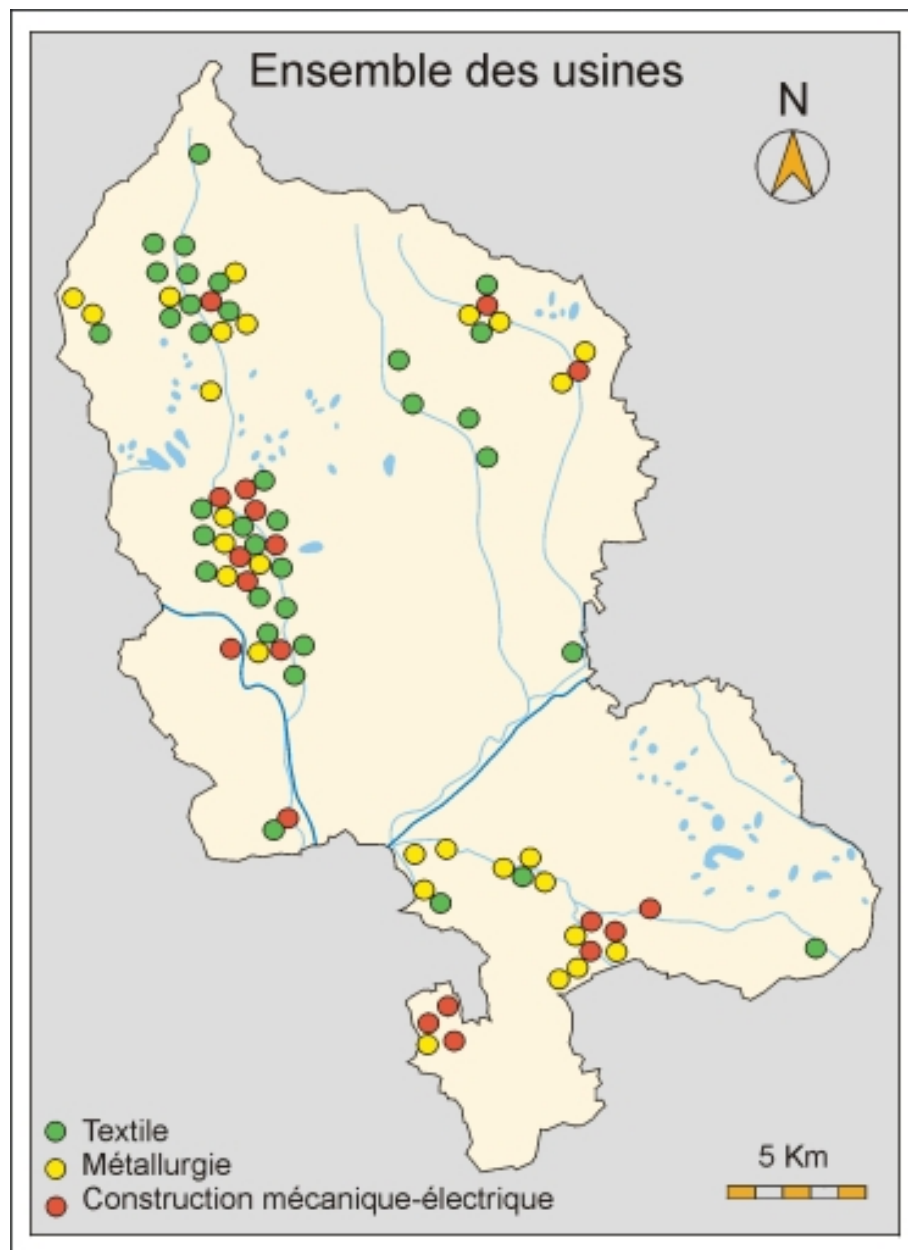 Ensemble des usines
N
Textile
Métallurgie
Construction mécanique-électrique
5 Km